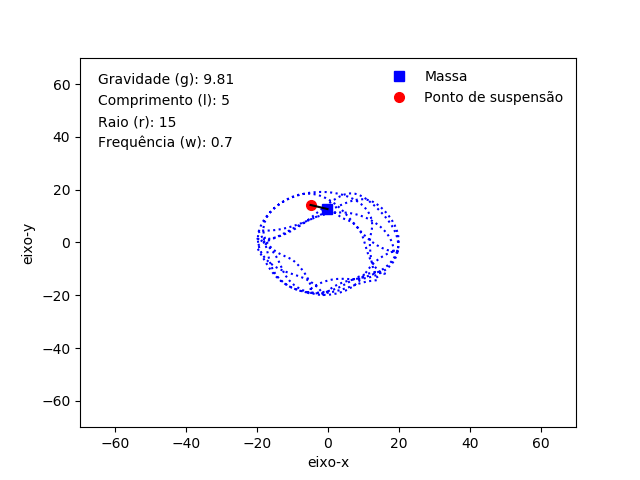 Gravidade (g): 9.81
Comprimento (l): 5
Raio (r): 15
Frequência (w): 0.7
Massa
Ponto de suspensão
60
40
20
0
−20
−40
−60
eixo-y
−60 −40 −20 0 20 40 60
eixo-x